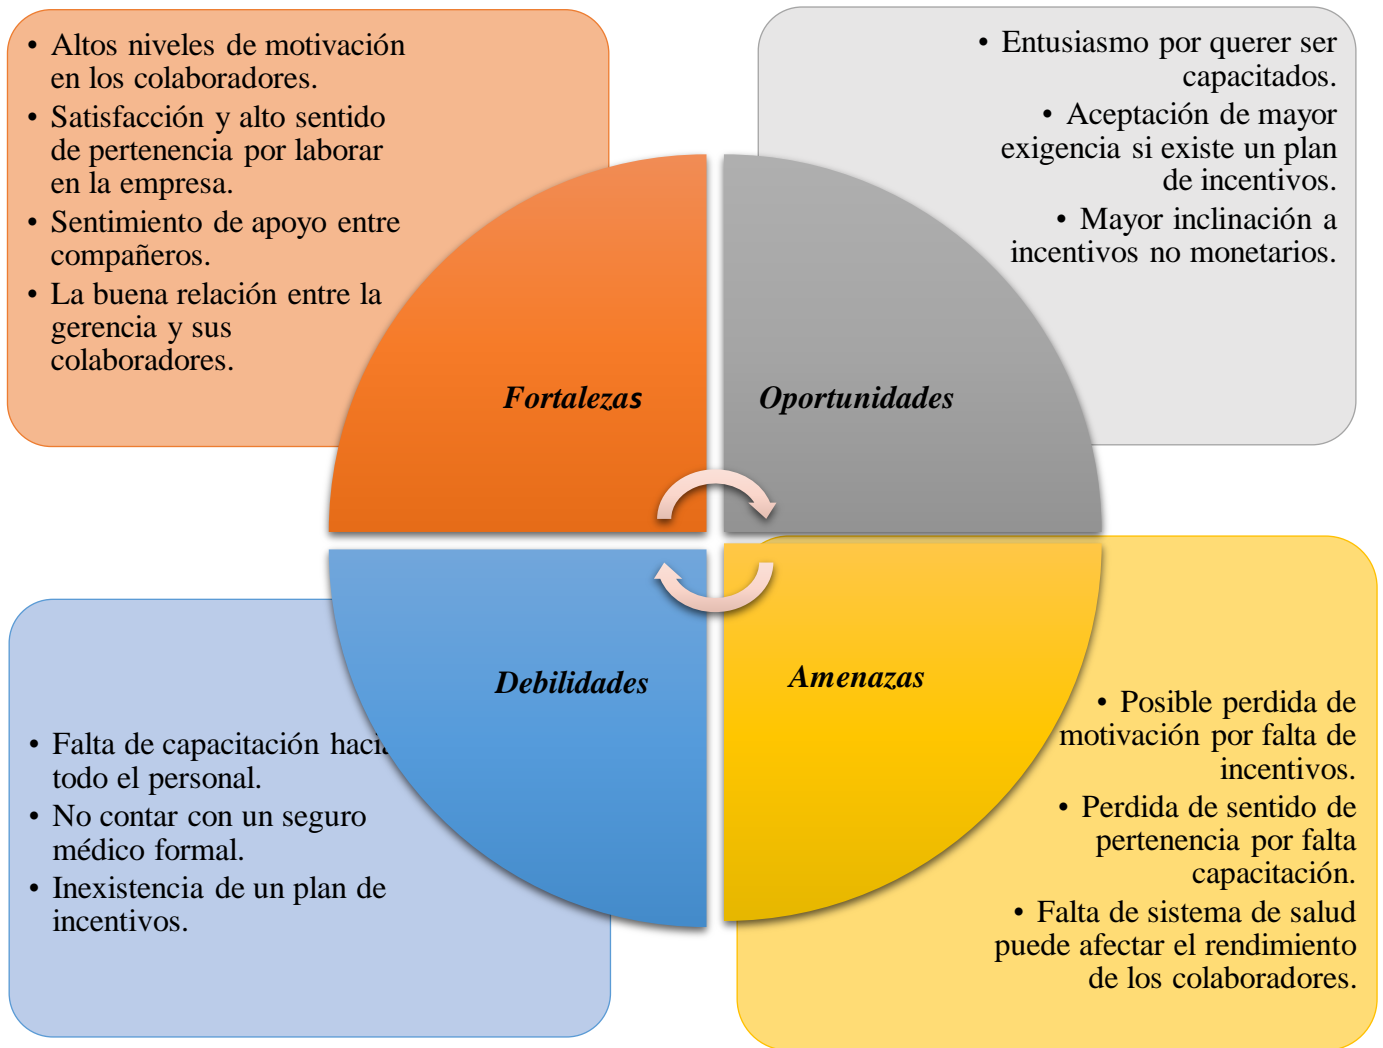 • Altos niveles de motivación
en los colaboradores.
• Satisfacción y alto sentido
de pertenencia por laborar
en la empresa.
• Sentimiento de apoyo entre
compañeros.
• La buena relación entre la
gerencia y sus
colaboradores.
• Entusiasmo por querer ser
capacitados.
• Aceptación de mayor
exigencia si existe un plan
de incentivos.
• Mayor inclinación a
incentivos no monetarios.
Fortalezas
Oportunidades
Debilidades
Amenazas
• Falta de capacitación hacia
todo el personal.
• No contar con un seguro
médico formal.
• Inexistencia de un plan de
incentivos.
• Posible perdida de
motivación por falta de
incentivos.
• Perdida de sentido de
pertenencia por falta
capacitación.
• Falta de sistema de salud
puede afectar el rendimiento
de los colaboradores.